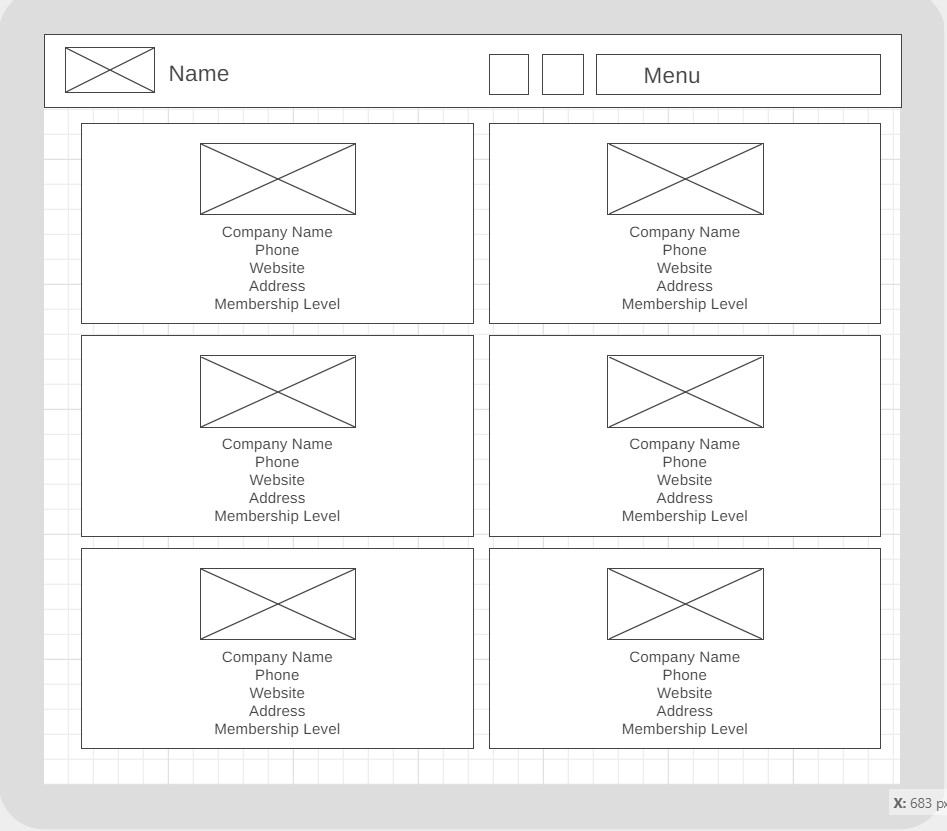 Name
Menu
Company Name
Phone
Website
Address
Membership Level
Company Name
Phone
Website
Address
Membership Level
Company Name
Phone
Website
Address
Membership Level
Company Name
Phone
Website
Address
Membership Level
Company Name
Phone
Website
Address
Membership Level
Company Name
Phone
Website
Address
Membership Level
X: 683 px